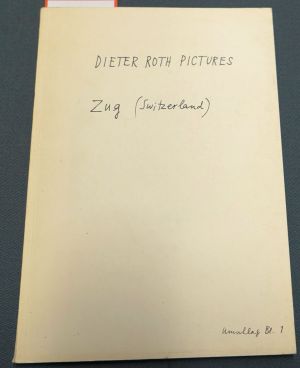 DIETER ROTH PICTURES
Zug (Switzerland)
Umschlag Bl. 1